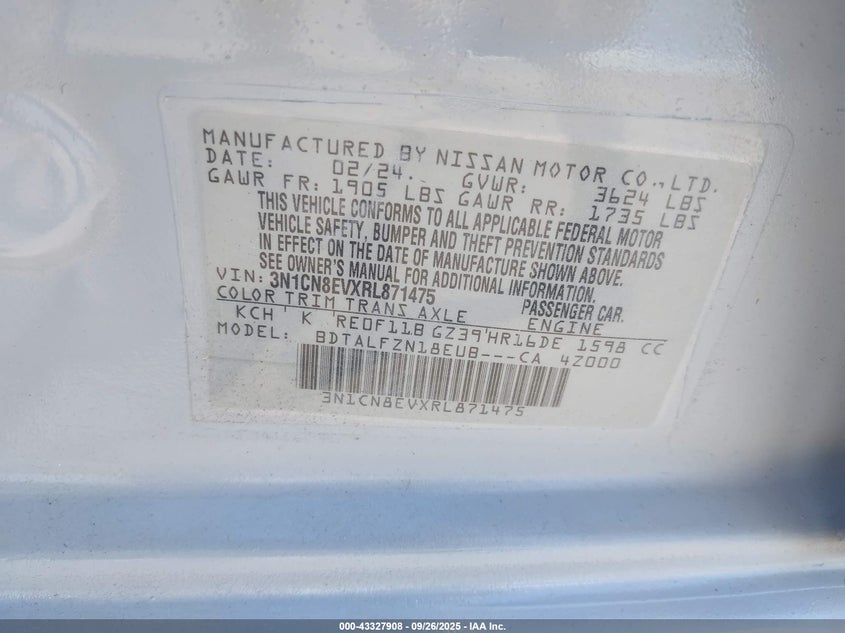 MANUFACTURED BY NISSAN MOTOR CO.,LTD.
DATE: 02/24. GVWR: 3624 LBS
GAWR FR: 1905 LBS GAWR RR: 1735 LBS
THIS VEHICLE CONFORMS TO ALL APPLICABLE FEDERAL MOTOR
VEHICLE SAFETY, BUMPER AND THEFT PREVENTION STANDARDS
IN EFFECT ON THE DATE OF MANUFACTURE SHOWN ABOVE.
SEE OWNER'S MANUAL FOR ADDITIONAL INFORMATION.
VIN: 3N1CN8EVXRL871475 PASSENGER CAR.
COLOR TRIM TRANS AXLE ENGINE
KCH K RE0F11B GZ39 HR16DE 1598 CC
MODEL: BDTALFZN18EUB---CA 4Z000
3N1CN8EVXRL871475
000-43327908 - 09/26/2025 - IAA Inc.